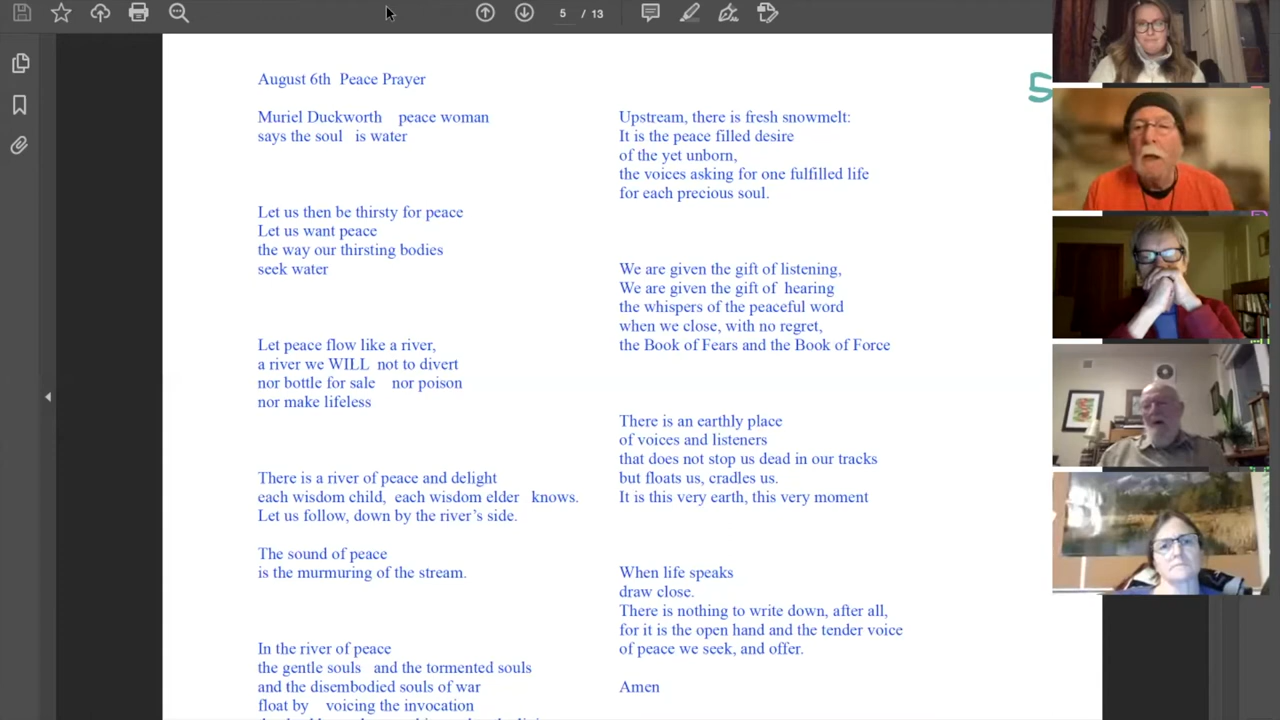 5 / 13
August 6th  Peace Prayer
5
Muriel Duckworth    peace woman
says the soul   is water
Let us then be thirsty for peace
Let us want peace
the way our thirsting bodies
seek water
Let peace flow like a river,
a river we WILL  not to divert
nor bottle for sale    nor poison
nor make lifeless
There is a river of peace and delight
each wisdom child,  each wisdom elder   knows.
Let us follow, down by the river's side.
The sound of peace
is the murmuring of the stream.
In the river of peace
the gentle souls   and the tormented souls
and the disembodied souls of war
float by    voicing the invocation
Upstream, there is fresh snowmelt:
It is the peace filled desire
of the yet unborn,
the voices asking for one fulfilled life
for each precious soul.
We are given the gift of listening,
We are given the gift of  hearing
the whispers of the peaceful word
when we close, with no regret,
the Book of Fears and the Book of Force
There is an earthly place
of voices and listeners
that does not stop us dead in our tracks
but floats us, cradles us.
It is this very earth, this very moment
When life speaks
draw close.
There is nothing to write down, after all,
for it is the open hand and the tender voice
of peace we seek, and offer.
Amen